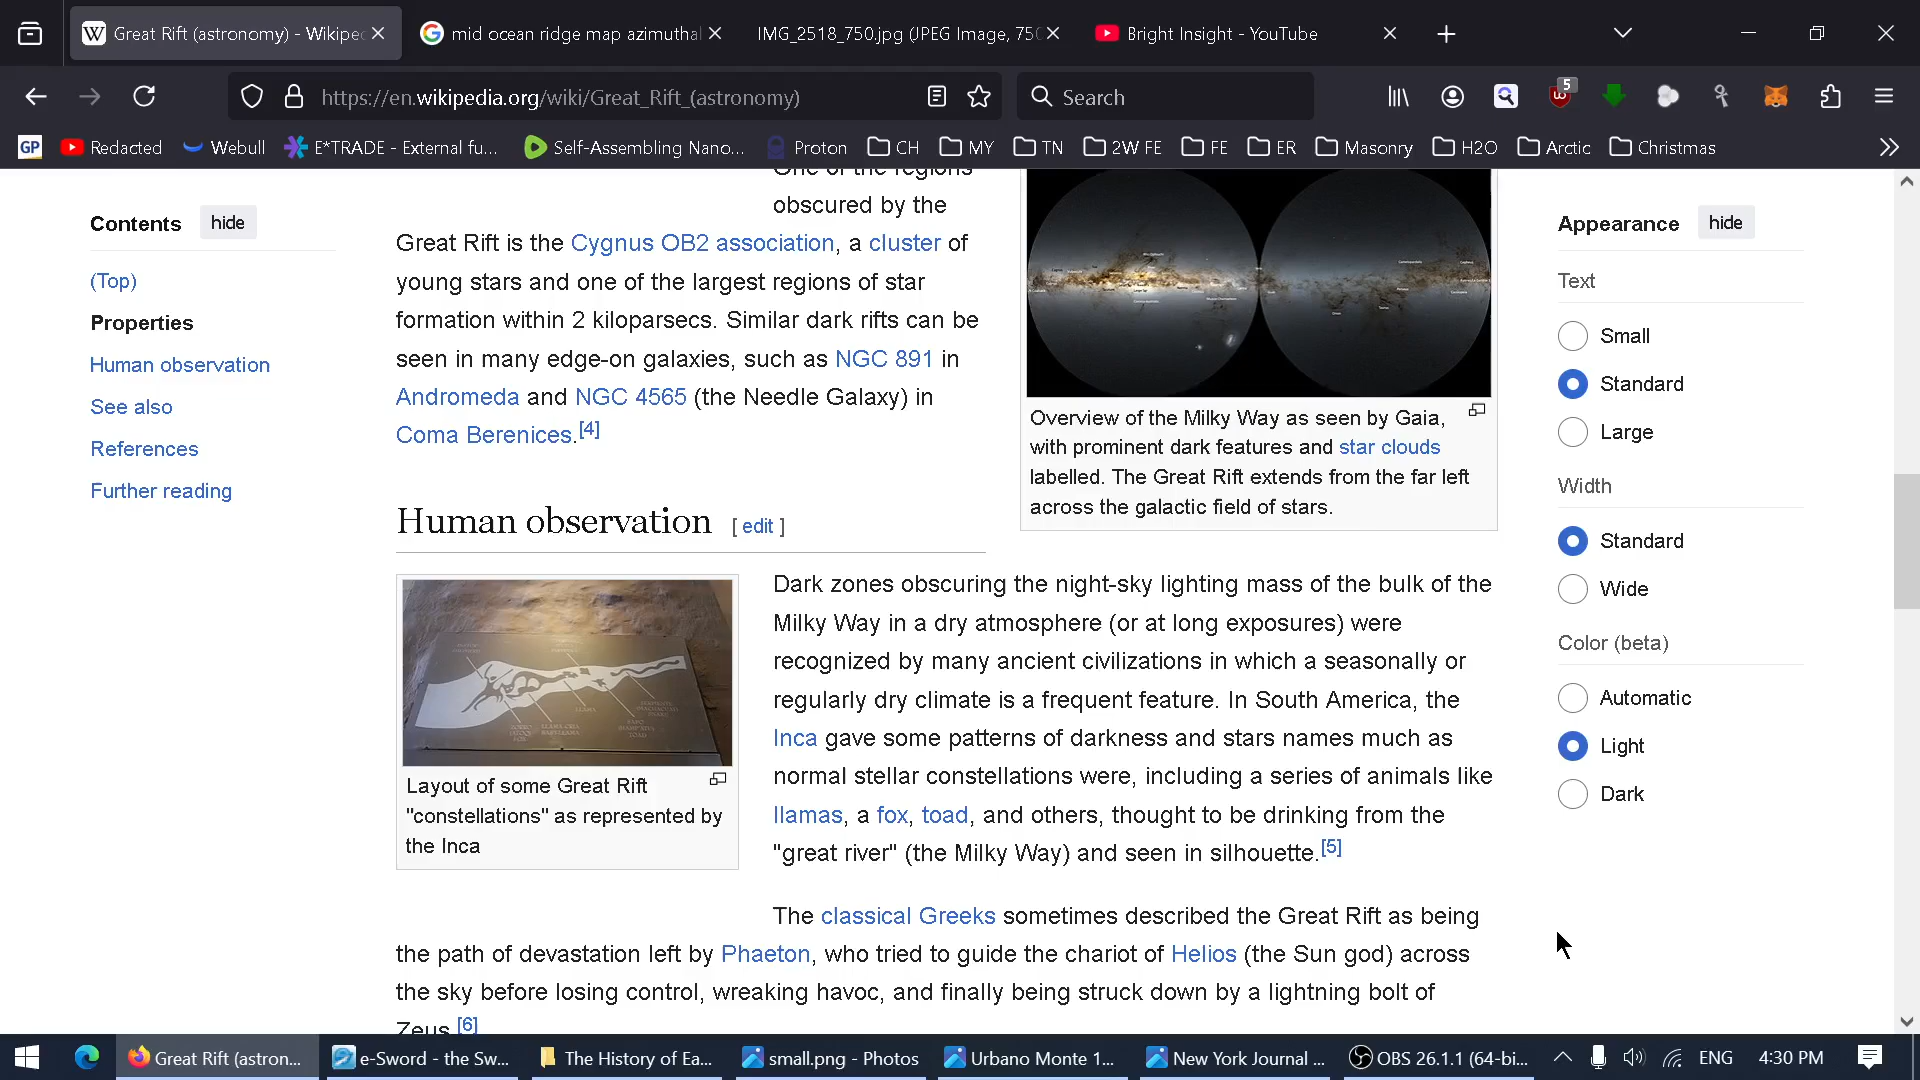 Great Rift (astronomy) - Wikipe
mid ocean ridge map azimuthal
IMG_2518_750.jpg (JPEG Image, 750
Bright Insight - YouTube
https://en.wikipedia.org/wiki/Great_Rift_(astronomy)
Search
5
GP
Redacted
Webull
E*TRADE - External fu...
Self-Assembling Nano...
Proton
CH
MY
TN
2W FE
FE
ER
Masonry
H2O
Arctic
Christmas
Contents
hide
(Top)
Properties
Human observation
See also
References
Further reading
One of the regions
obscured by the
Great Rift is the Cygnus OB2 association, a cluster of
young stars and one of the largest regions of star
formation within 2 kiloparsecs. Similar dark rifts can be
seen in many edge-on galaxies, such as NGC 891 in
Andromeda and NGC 4565 (the Needle Galaxy) in
Coma Berenices.[4]
Overview of the Milky Way as seen by Gaia,
with prominent dark features and star clouds
labelled. The Great Rift extends from the far left
across the galactic field of stars.
Human observation [ edit ]
Layout of some Great Rift
"constellations" as represented by
the Inca
Dark zones obscuring the night-sky lighting mass of the bulk of the
Milky Way in a dry atmosphere (or at long exposures) were
recognized by many ancient civilizations in which a seasonally or
regularly dry climate is a frequent feature. In South America, the
Inca gave some patterns of darkness and stars names much as
normal stellar constellations were, including a series of animals like
llamas, a fox, toad, and others, thought to be drinking from the
"great river" (the Milky Way) and seen in silhouette.[5]
The classical Greeks sometimes described the Great Rift as being
the path of devastation left by Phaeton, who tried to guide the chariot of Helios (the Sun god) across
the sky before losing control, wreaking havoc, and finally being struck down by a lightning bolt of
Zeus.[6]
Appearance
hide
Text
Small
Standard
Large
Width
Standard
Wide
Color (beta)
Automatic
Light
Dark
Great Rift (astron...
e-Sword - the Sw...
The History of Ea...
small.png - Photos
Urbano Monte 1...
New York Journal ...
OBS 26.1.1 (64-bi...
ENG
4:30 PM